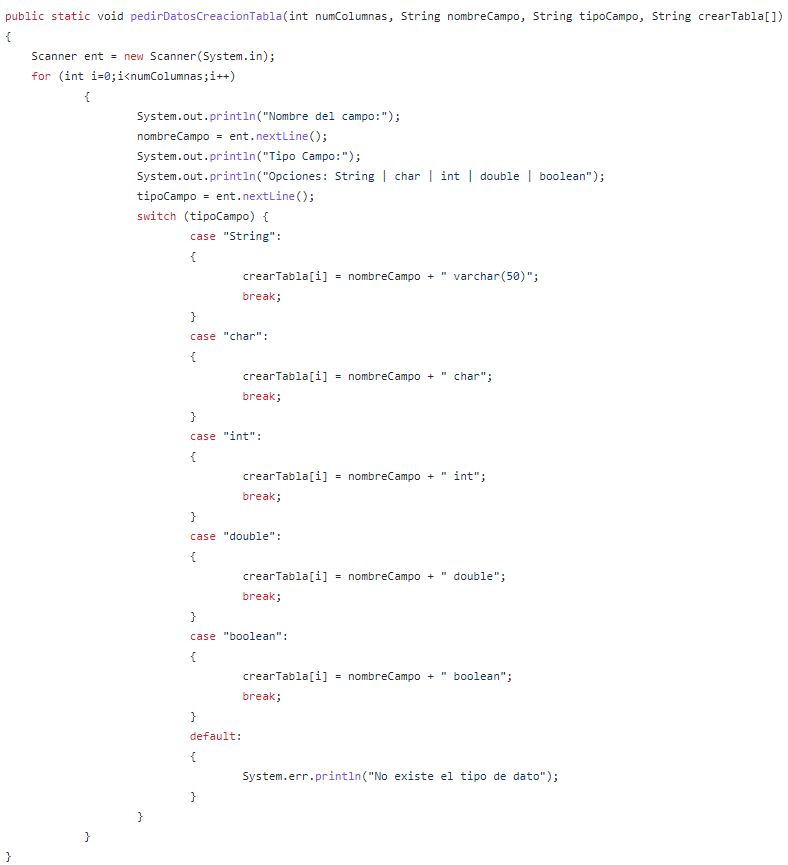 public static void pedirDatosCreacionTabla(int numColumnas, String nombreCampo, String tipoCampo, String crearTabla[])
{
    Scanner ent = new Scanner(System.in);
    for (int i=0;i<numColumnas;i++)
            {
                    System.out.println("Nombre del campo:");
                    nombreCampo = ent.nextLine();
                    System.out.println("Tipo Campo:");
                    System.out.println("Opciones: String | char | int | double | boolean");
                    tipoCampo = ent.nextLine();
                    switch (tipoCampo) {
                            case "String":
                            {
                                    crearTabla[i] = nombreCampo + " varchar(50)";
                                    break;
                            }
                            case "char":
                            {
                                    crearTabla[i] = nombreCampo + " char";
                                    break;
                            }
                            case "int":
                            {
                                    crearTabla[i] = nombreCampo + " int";
                                    break;
                            }
                            case "double":
                            {
                                    crearTabla[i] = nombreCampo + " double";
                                    break;
                            }
                            case "boolean":
                            {
                                    crearTabla[i] = nombreCampo + " boolean";
                                    break;
                            }
                            default:
                            {
                                    System.err.println("No existe el tipo de dato");
                            }
                    }
            }
}